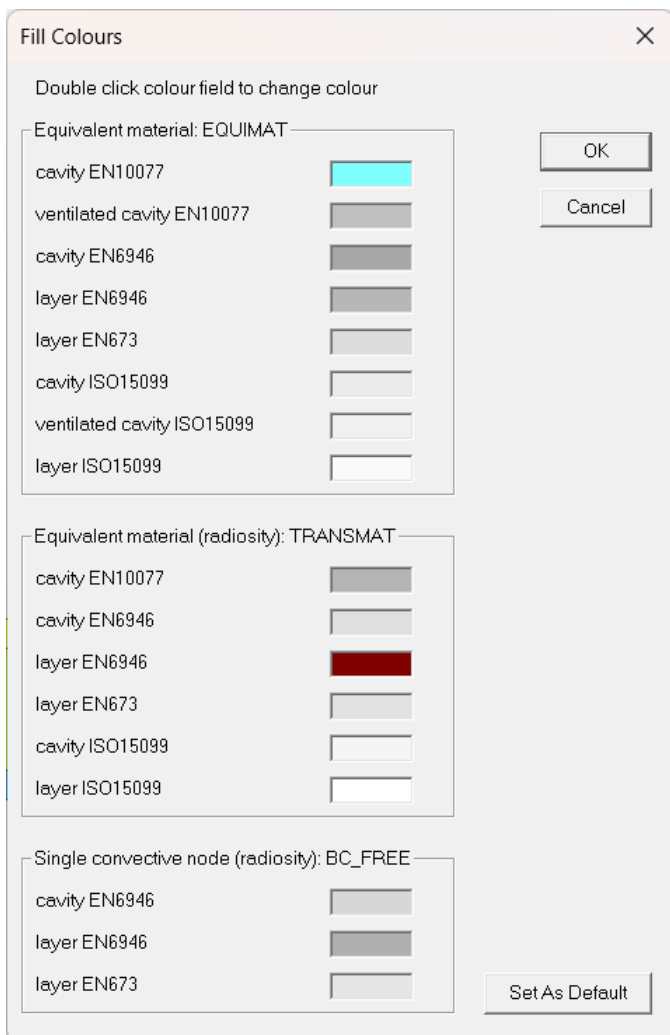 Fill Colours
Double click colour field to change colour
Equivalent material: EQUIMAT
OK
cavity EN10077
Cancel
ventilated cavity EN10077
cavity EN6946
layer EN6946
layer EN673
cavity ISO15099
ventilated cavity ISO15099
layer ISO15099
Equivalent material (radiosity): TRANSMAT
cavity EN10077
cavity EN6946
layer EN6946
layer EN673
cavity ISO15099
layer ISO15099
Single convective node (radiosity): BC_FREE
cavity EN6946
layer EN6946
layer EN673
Set As Default